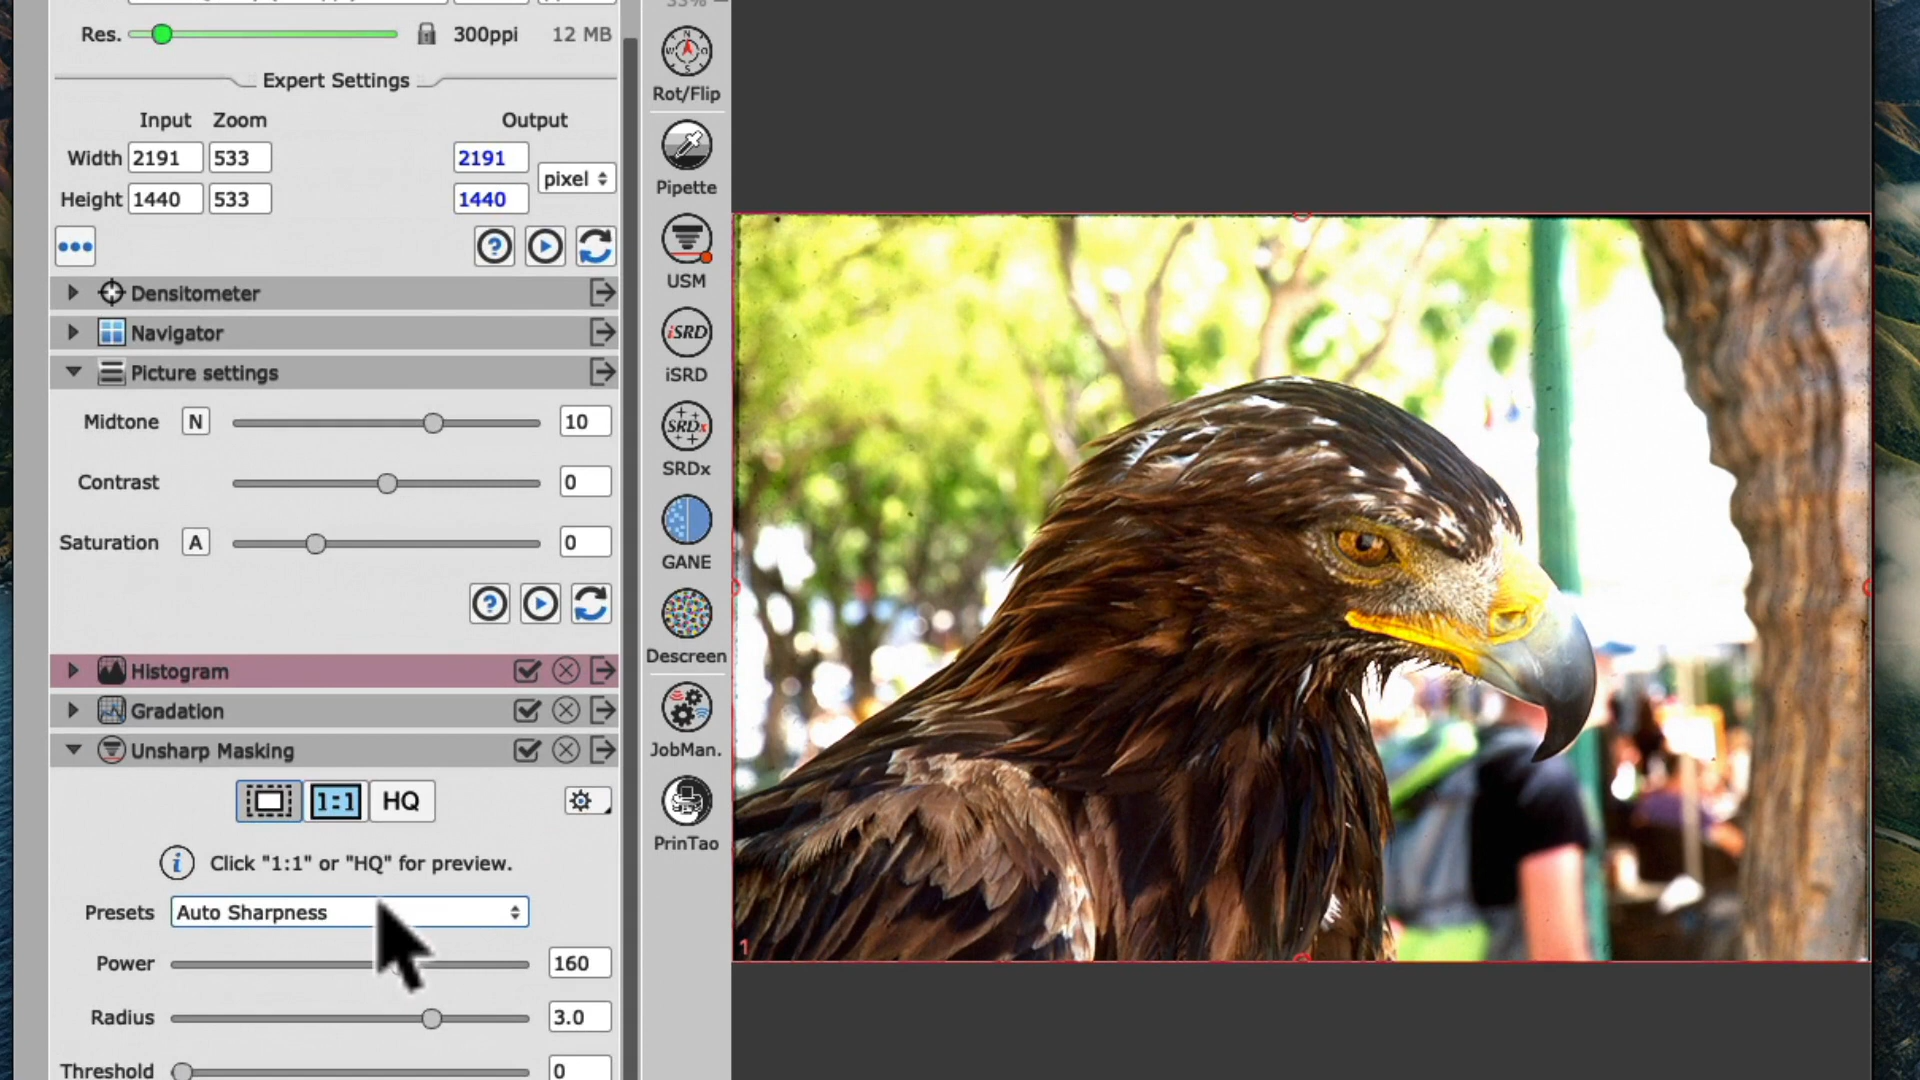 33%
Res. 300ppi 12 MB
Expert Settings
Input Zoom Output
Width 2191 533 2191
pixel
Height 1440 533 1440
Densitometer
Navigator
Picture settings
Midtone N 10
Contrast 0
Saturation A 0
Histogram
Gradation
Unsharp Masking
1:1 HQ
Click "1:1" or "HQ" for preview.
Presets Auto Sharpness
Power 160
Radius 3.0
Threshold 0
Rot/Flip
Pipette
USM
iSRD
iSRD
SRDx
SRDx
GANE
Descreen
JobMan.
PrinTao
1